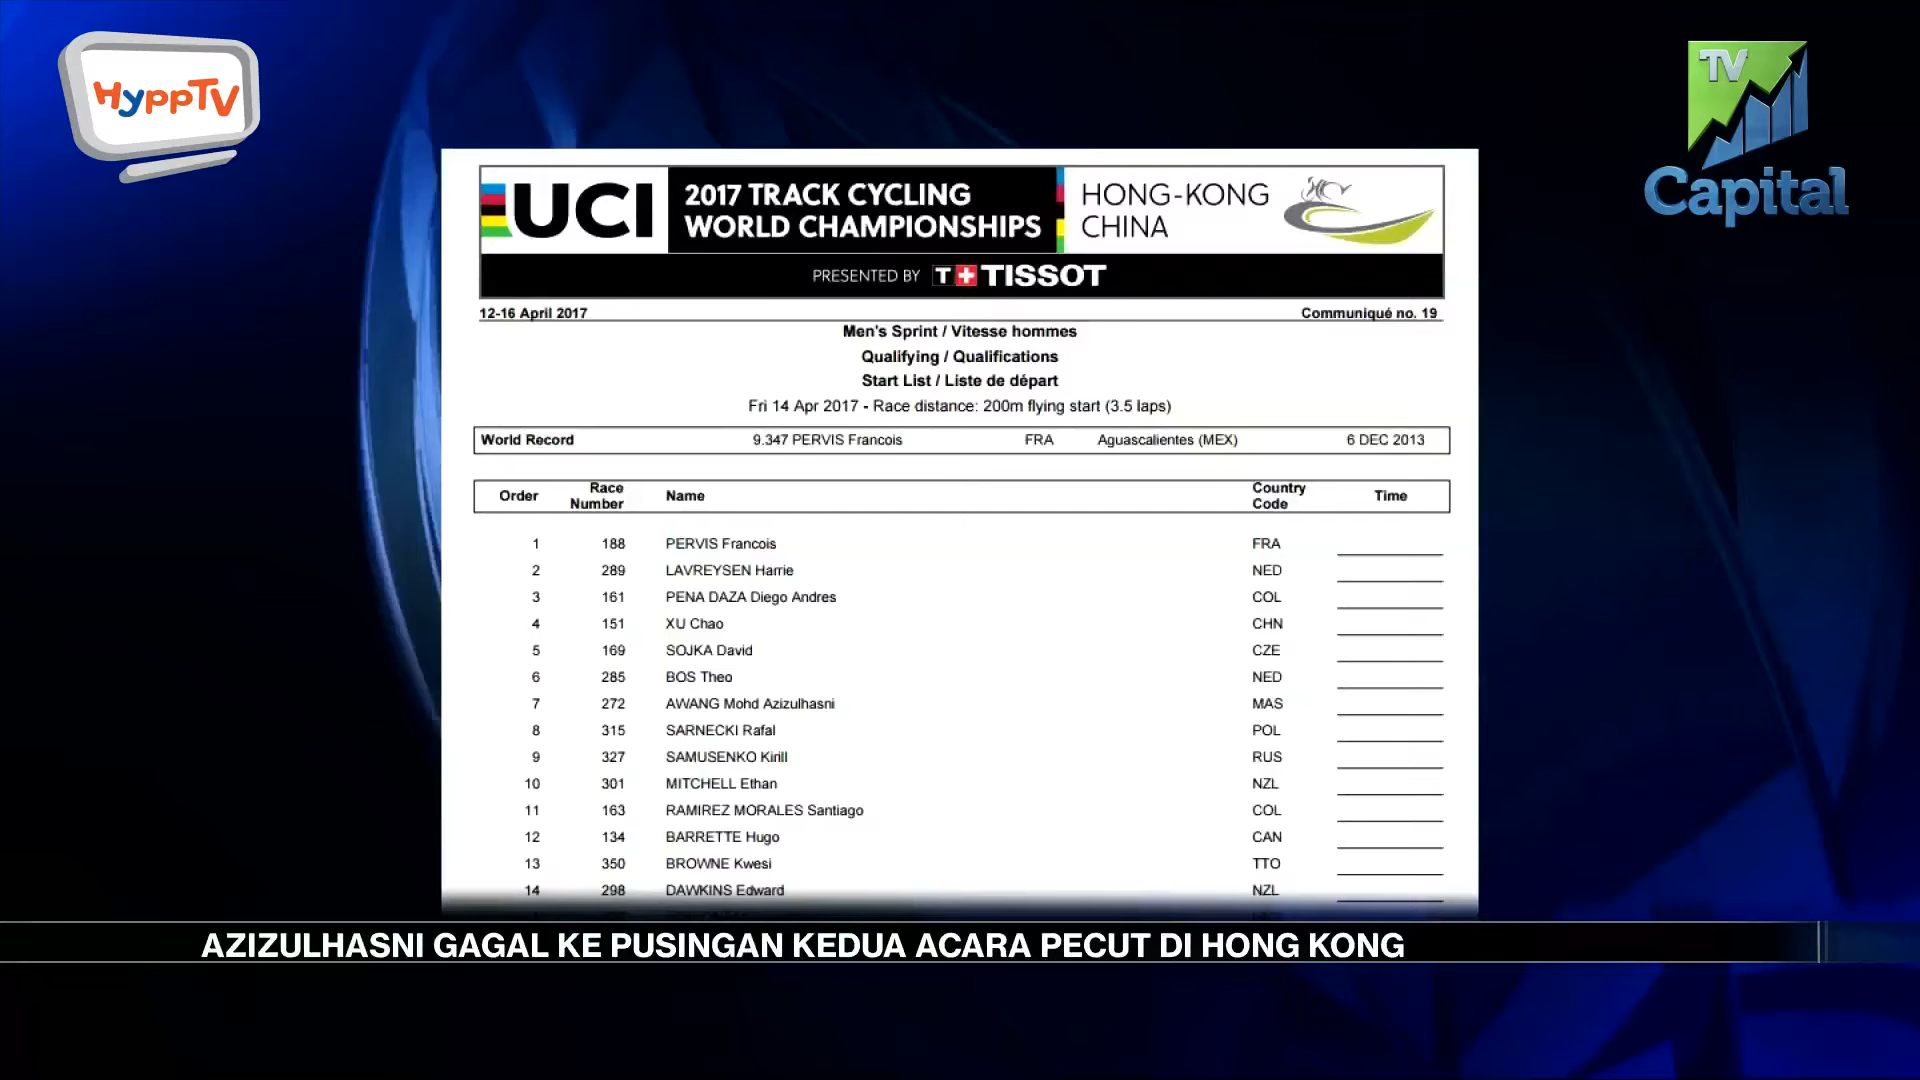 HyppTV
TV
Capital
UCI
2017 TRACK CYCLING
WORLD CHAMPIONSHIPS
HONG-KONG
CHINA
PRESENTED BY T+ TISSOT
12-16 April 2017 Communiqué no. 19
Men's Sprint / Vitesse hommes
Qualifying / Qualifications
Start List / Liste de départ
Fri 14 Apr 2017 - Race distance: 200m flying start (3.5 laps)
World Record 9.347 PERVIS Francois FRA Aguascalientes (MEX) 6 DEC 2013
Order Race Number Name Country Code Time
1 188 PERVIS Francois FRA
2 289 LAVREYSEN Harrie NED
3 161 PENA DAZA Diego Andres COL
4 151 XU Chao CHN
5 169 SOJKA David CZE
6 285 BOS Theo NED
7 272 AWANG Mohd Azizulhasni MAS
8 315 SARNECKI Rafal POL
9 327 SAMUSENKO Kirill RUS
10 301 MITCHELL Ethan NZL
11 163 RAMIREZ MORALES Santiago COL
12 134 BARRETTE Hugo CAN
13 350 BROWNE Kwesi TTO
14 298 DAWKINS Edward NZL
AZIZULHASNI GAGAL KE PUSINGAN KEDUA ACARA PECUT DI HONG KONG